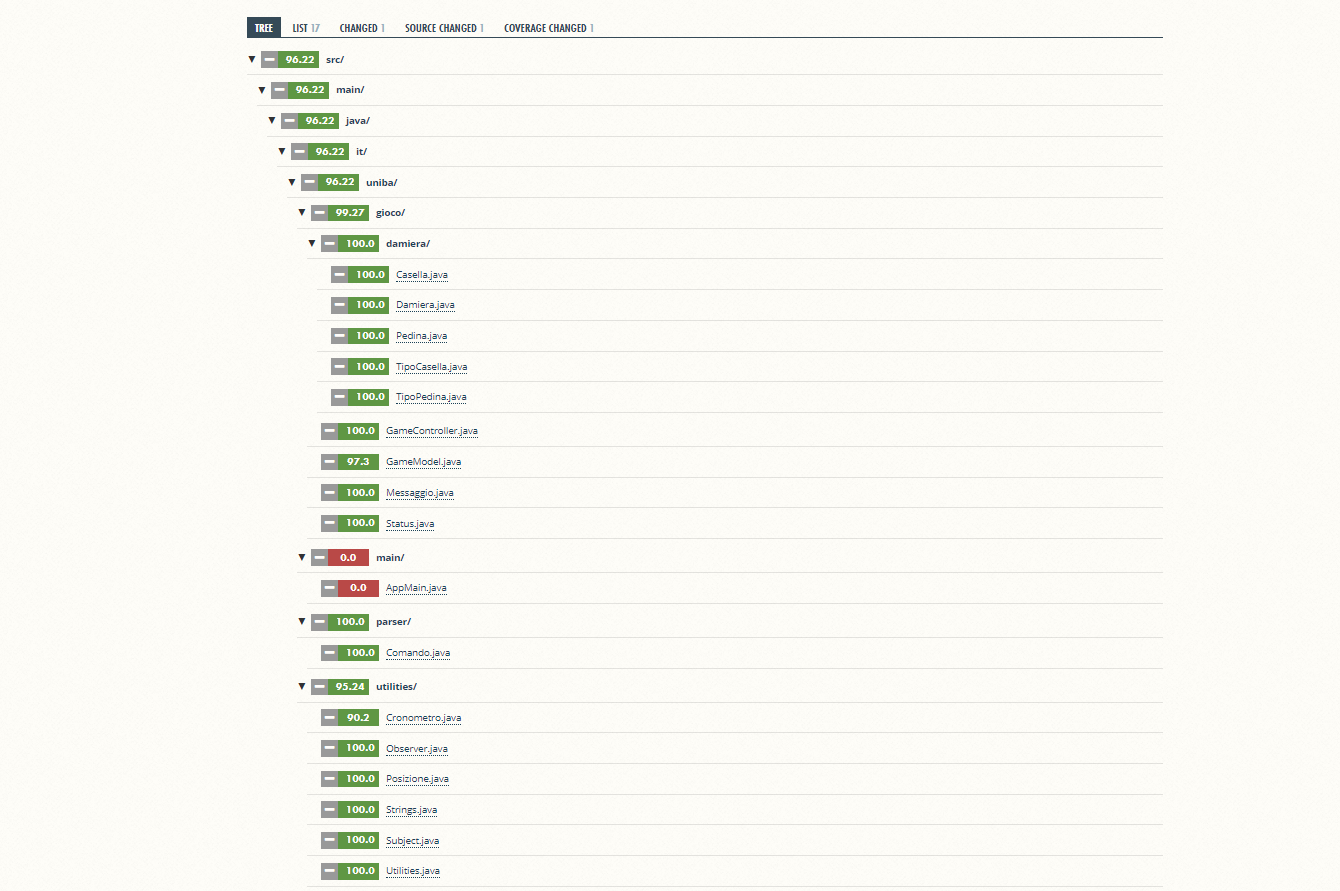 TREE LIST 17 CHANGED 1 SOURCE CHANGED 1 COVERAGE CHANGED 1
96.22 src/
96.22 main/
96.22 java/
96.22 it/
96.22 uniba/
99.27 gioco/
100.0 damiera/
100.0 Casella.java
100.0 Damiera.java
100.0 Pedina.java
100.0 TipoCasella.java
100.0 TipoPedina.java
100.0 GameController.java
97.3 GameModel.java
100.0 Messaggio.java
100.0 Status.java
0.0 main/
0.0 AppMain.java
100.0 parser/
100.0 Comando.java
95.24 utilities/
90.2 Cronometro.java
100.0 Observer.java
100.0 Posizione.java
100.0 Strings.java
100.0 Subject.java
100.0 Utilities.java